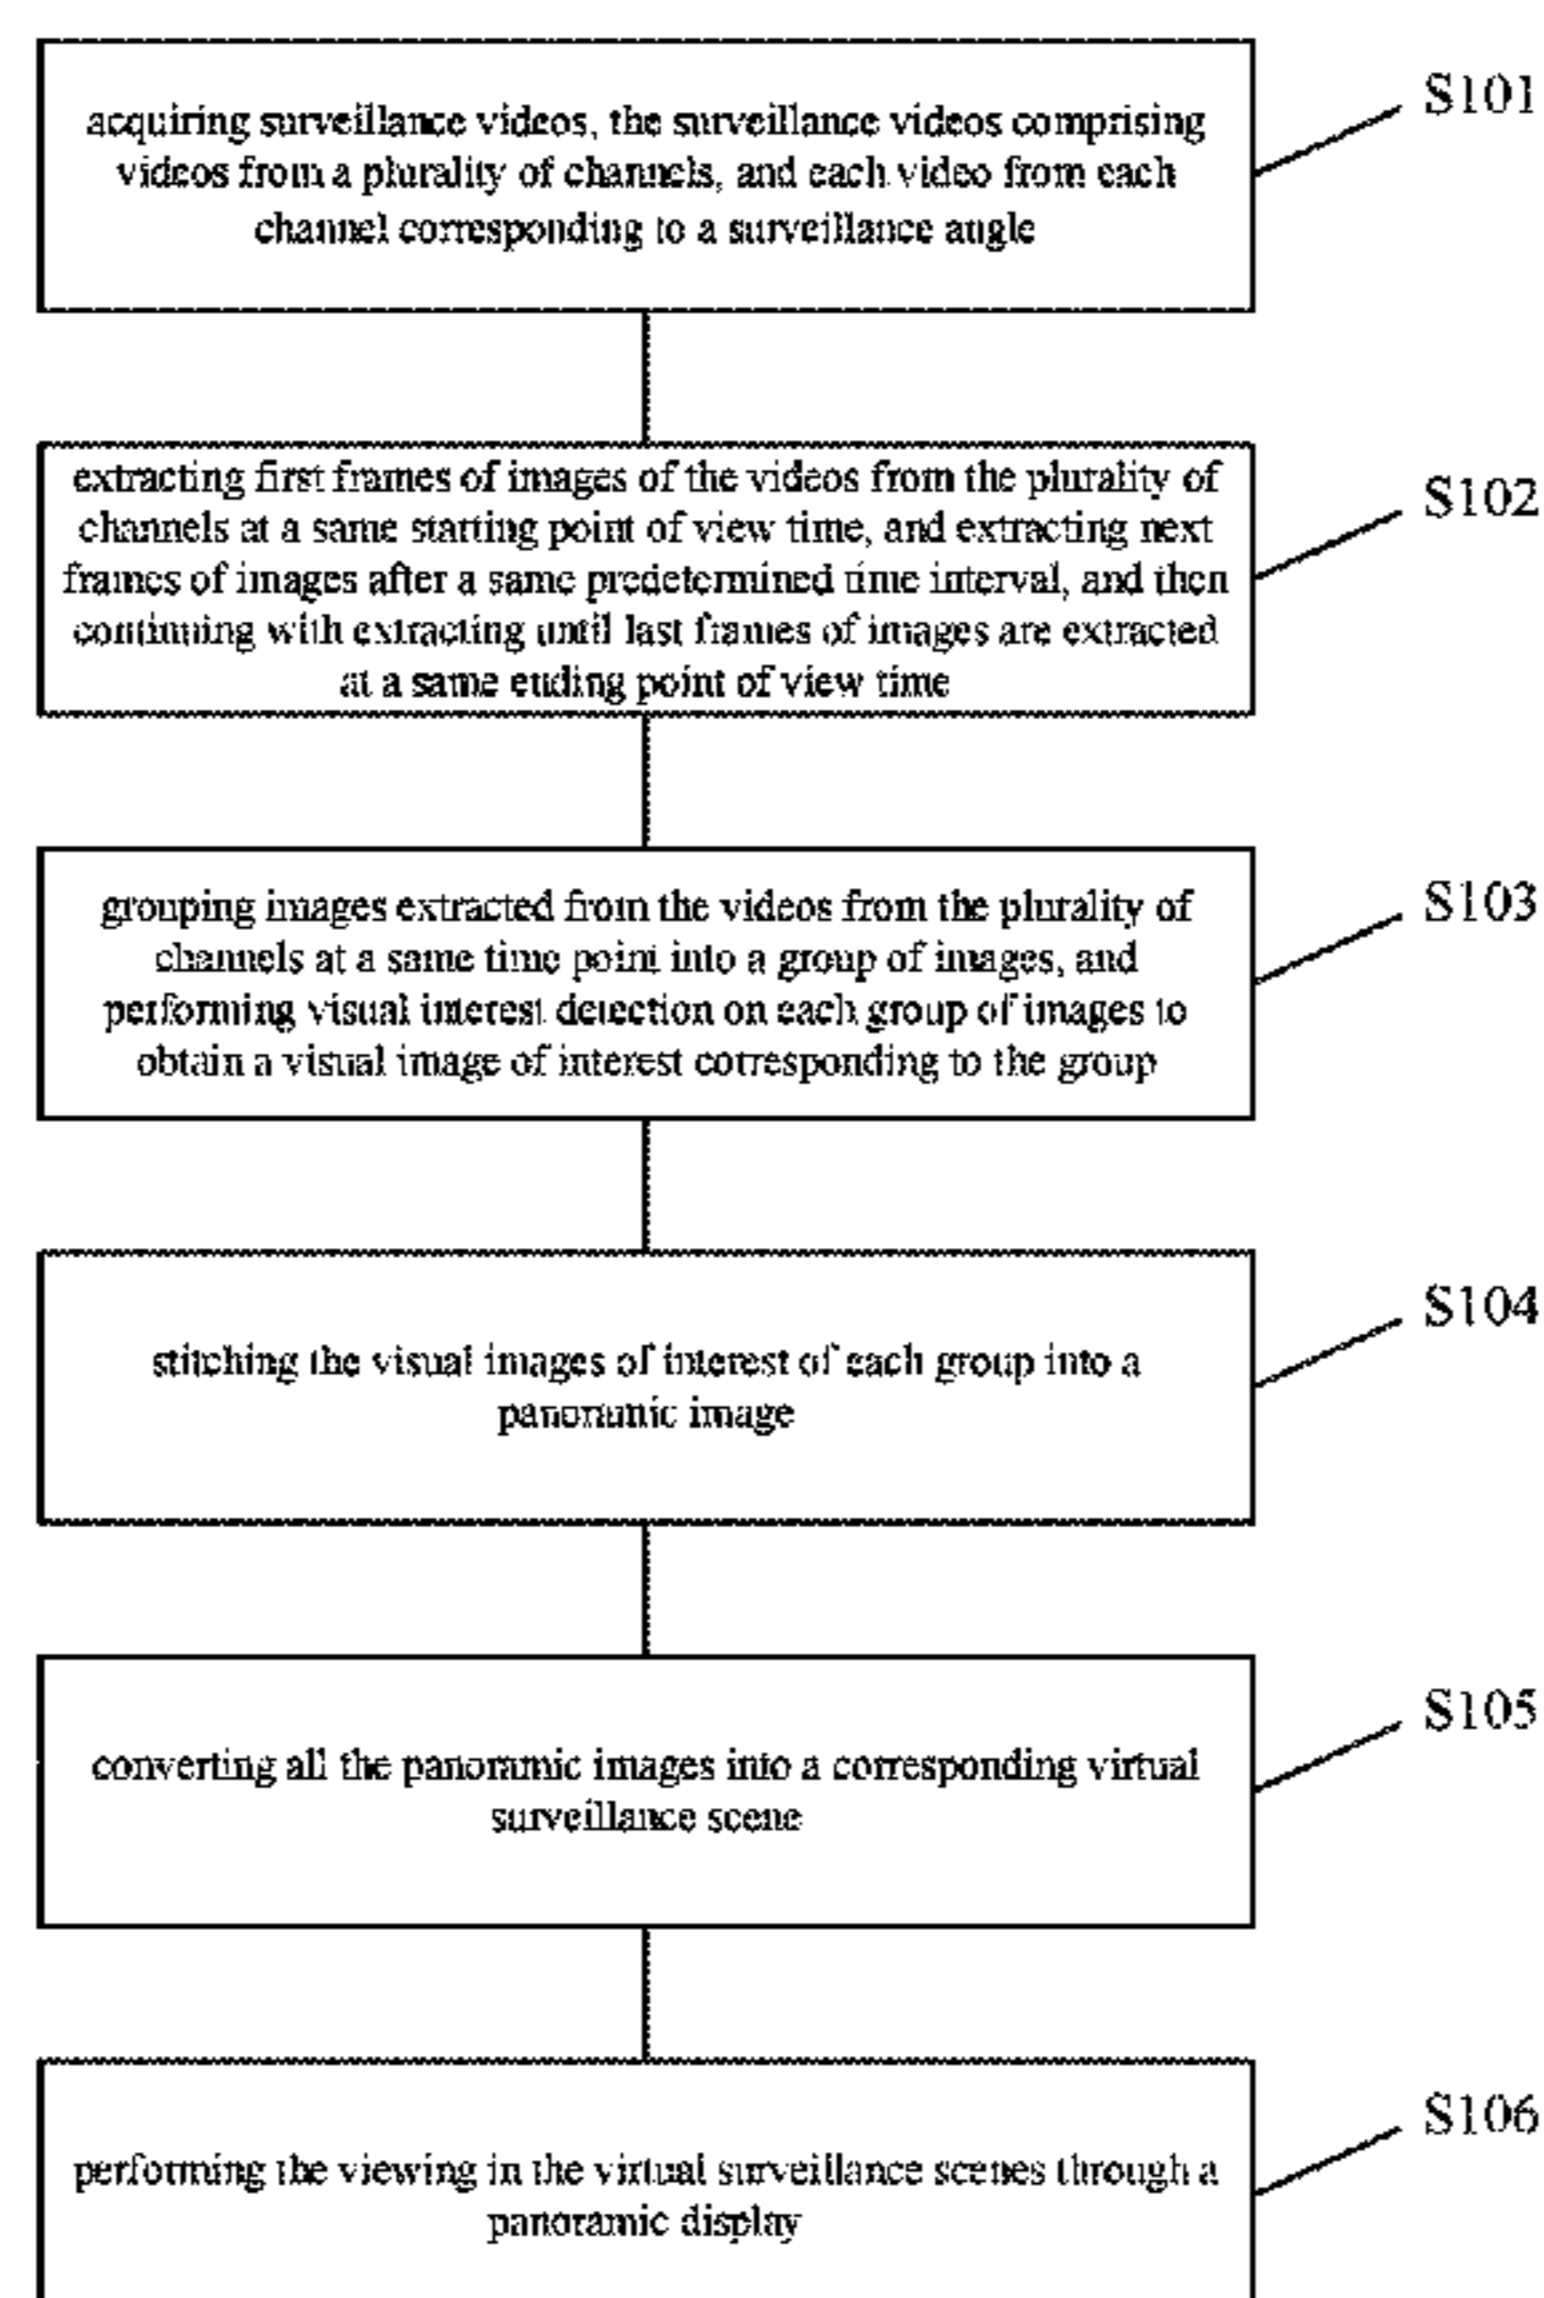 acquiring surveillance videos, the surveillance videos comprising
videos from a plurality of channels, and each video from each
channel corresponding to a surveillance angle
S101
extracting first frames of images of the videos from the plurality of
channels at a same starting point of view time, and extracting next
frames of images after a same predetermined time interval, and then
continuing with extracting until last frames of images are extracted
at a same ending point of view time
S102
grouping images extracted from the videos from the plurality of
channels at a same time point into a group of images, and
performing visual interest detection on each group of images to
obtain a visual image of interest corresponding to the group
S103
stitching the visual images of interest of each group into a
panoramic image
S104
converting all the panoramic images into a corresponding virtual
surveillance scene
S105
performing the viewing in the virtual surveillance scenes through a
panoramic display
S106